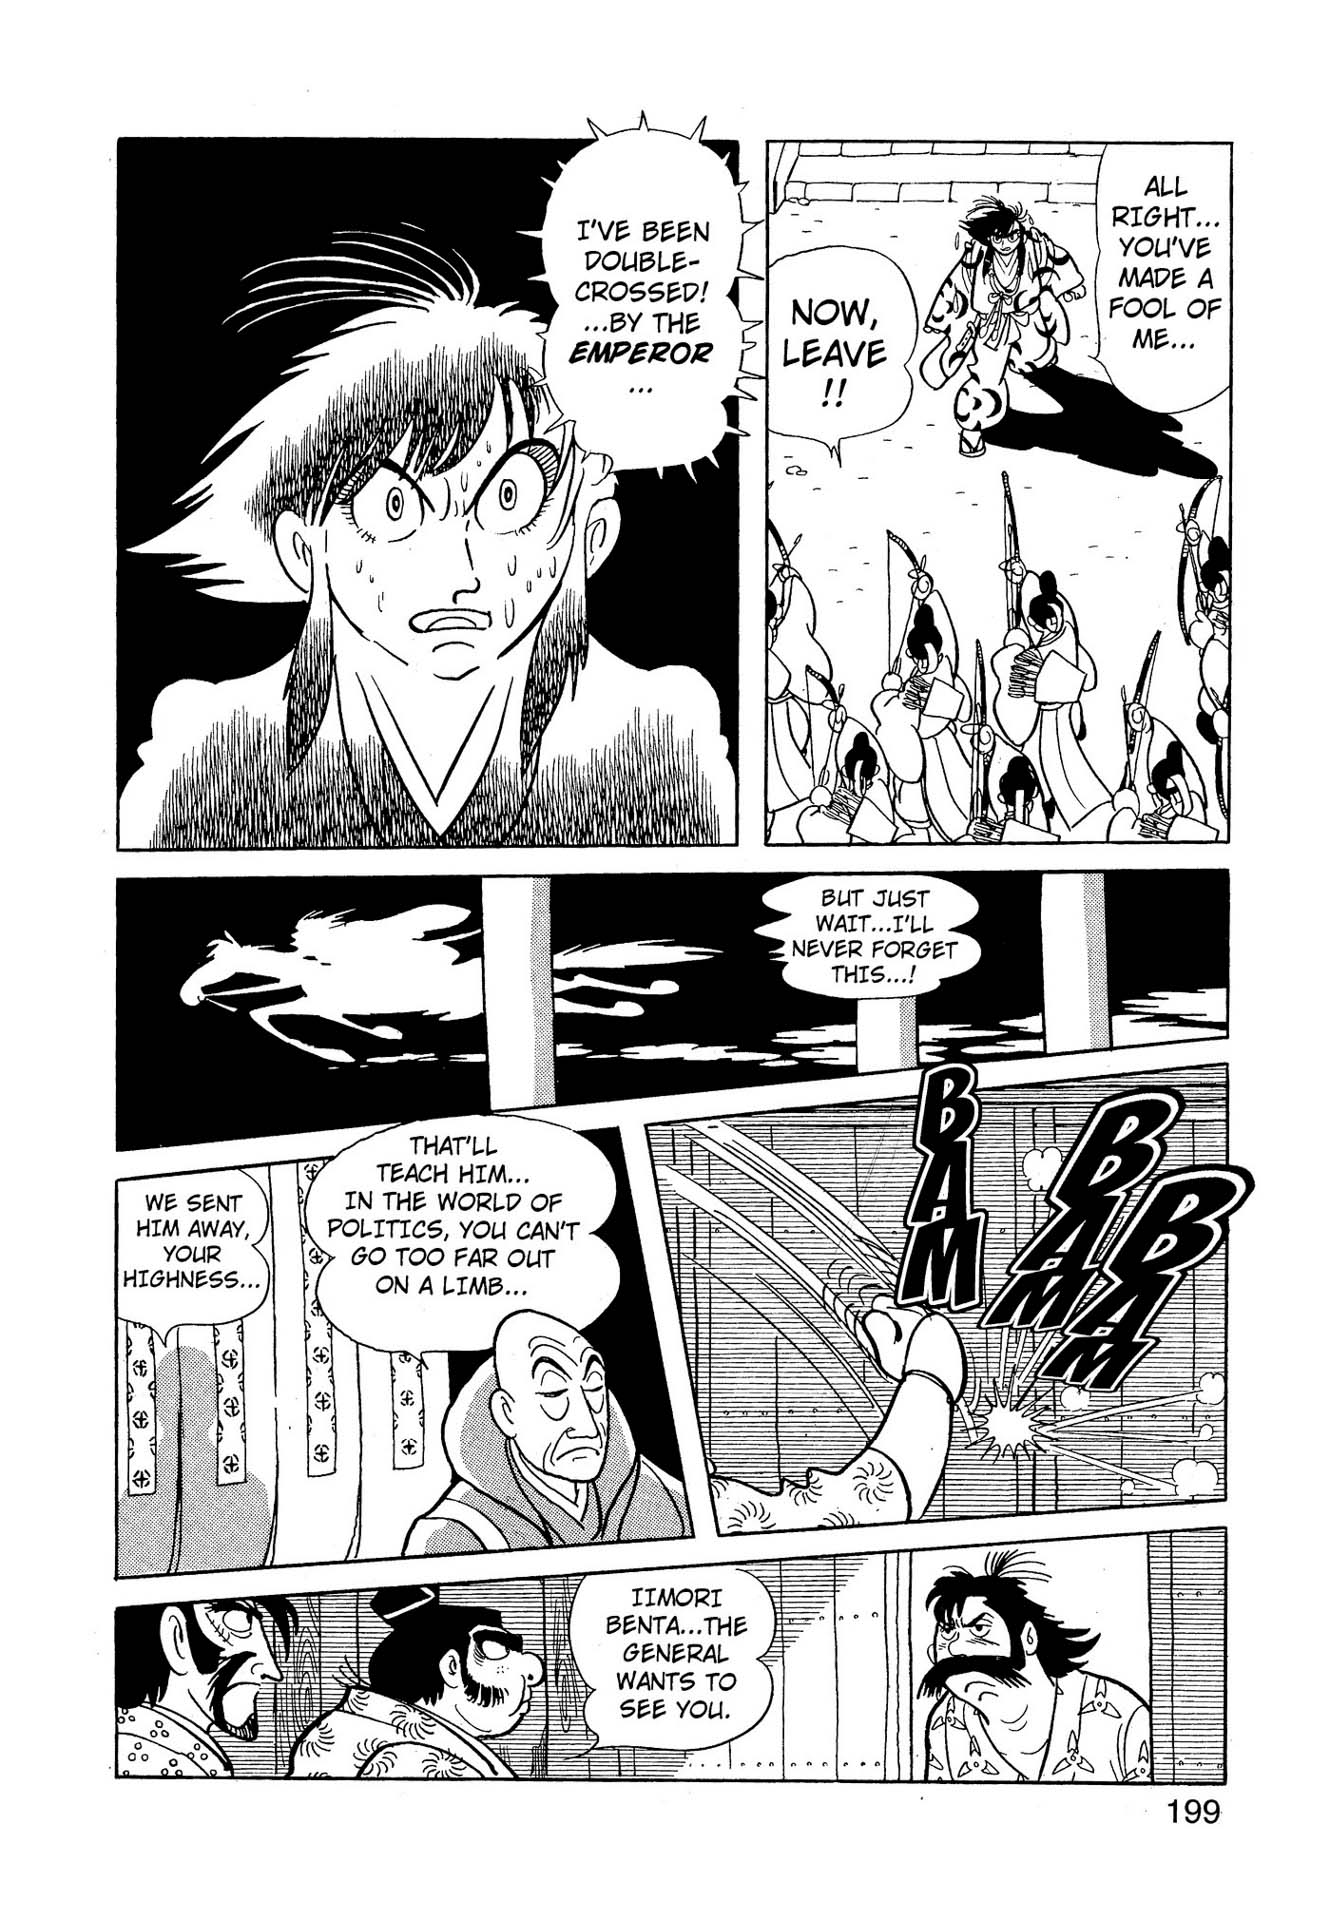 I'VE BEEN
DOUBLE-
CROSSED!
...BY THE
EMPEROR
...
ALL
RIGHT...
YOU'VE
MADE A
FOOL OF
ME...
NOW,
LEAVE
!!
BUT JUST
WAIT...I'LL
NEVER FORGET
THIS...!
WE SENT
HIM AWAY,
YOUR
HIGHNESS...
THAT'LL
TEACH HIM...
IN THE WORLD OF
POLITICS, YOU CAN'T
GO TOO FAR OUT
ON A LIMB...
BAM
BAM
BAM
IIMORI
BENTA...THE
GENERAL
WANTS TO
SEE YOU.
199